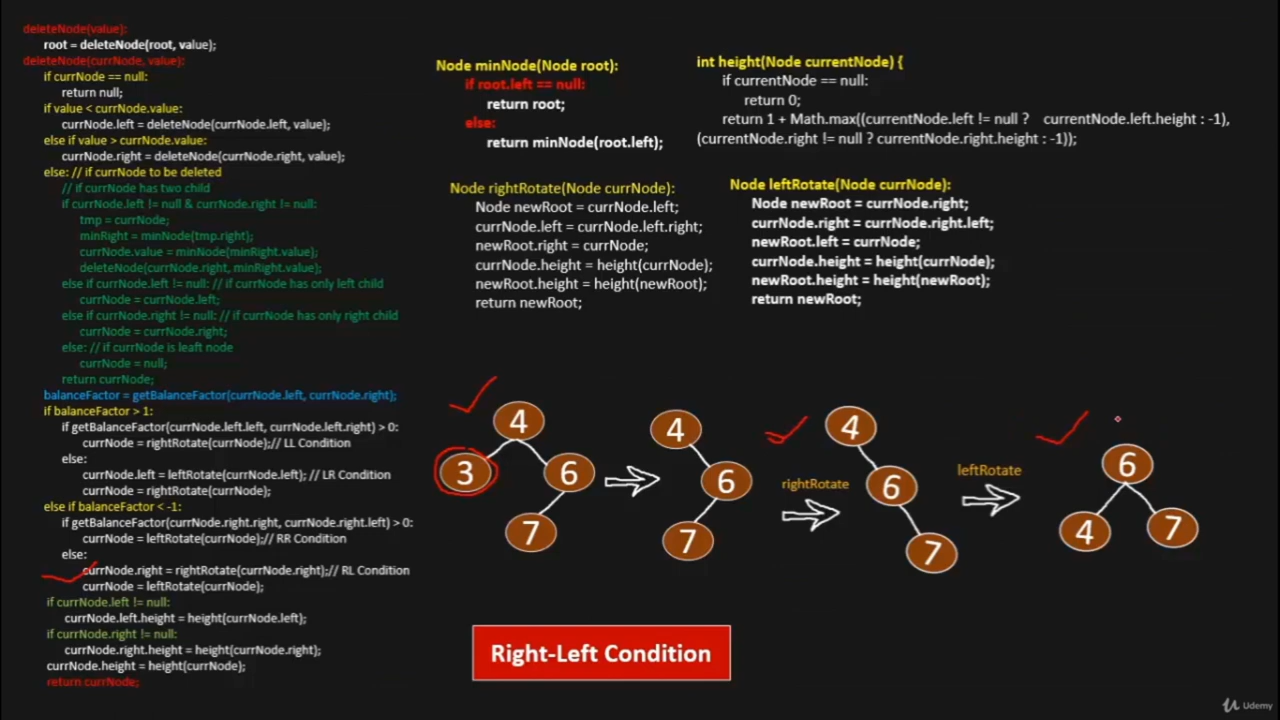 deleteNode(value):
root = deleteNode(root, value);
deleteNode(currNode, value):
if currNode == null:
return null;
if value < currNode.value:
currNode.left = deleteNode(currNode.left, value);
else if value > currNode.value:
currNode.right = deleteNode(currNode.right, value);
else: // if currNode to be deleted
// if currNode has two child
if currNode.left != null & currNode.right != null:
tmp = currNode;
minRight = minNode(tmp.right);
currNode.value = minNode(minRight.value);
deleteNode(currNode.right, minRight.value);
else if currNode.left != null: // if currNode has only left child
currNode = currNode.left;
else if currNode.right != null: // if currNode has only right child
currNode = currNode.right;
else: // if currNode is leaft node
currNode = null;
return currNode;
balanceFactor = getBalanceFactor(currNode.left, currNode.right);
if balanceFactor > 1:
if getBalanceFactor(currNode.left.left, currNode.left.right) > 0:
currNode = rightRotate(currNode);// LL Condition
else:
currNode.left = leftRotate(currNode.left); // LR Condition
currNode = rightRotate(currNode);
else if balanceFactor < -1:
if getBalanceFactor(currNode.right.right, currNode.right.left) > 0:
currNode = leftRotate(currNode);// RR Condition
else:
currNode.right = rightRotate(currNode.right);// RL Condition
currNode = leftRotate(currNode);
if currNode.left != null:
currNode.left.height = height(currNode.left);
if currNode.right != null:
currNode.right.height = height(currNode.right);
currNode.height = height(currNode);
return currNode;
Node minNode(Node root):
if root.left == null:
return root;
else:
return minNode(root.left);
int height(Node currentNode) {
if currentNode == null:
return 0;
return 1 + Math.max((currentNode.left != null ? currentNode.left.height : -1),
(currentNode.right != null ? currentNode.right.height : -1));
Node rightRotate(Node currNode):
Node newRoot = currNode.left;
currNode.left = currNode.left.right;
newRoot.right = currNode;
currNode.height = height(currNode);
newRoot.height = height(newRoot);
return newRoot;
Node leftRotate(Node currNode):
Node newRoot = currNode.right;
currNode.right = currNode.right.left;
newRoot.left = currNode;
currNode.height = height(currNode);
newRoot.height = height(newRoot);
return newRoot;
4
3 6
7
4
6
7
rightRotate
4
6
7
leftRotate
6
4 7
Right-Left Condition
Udemy